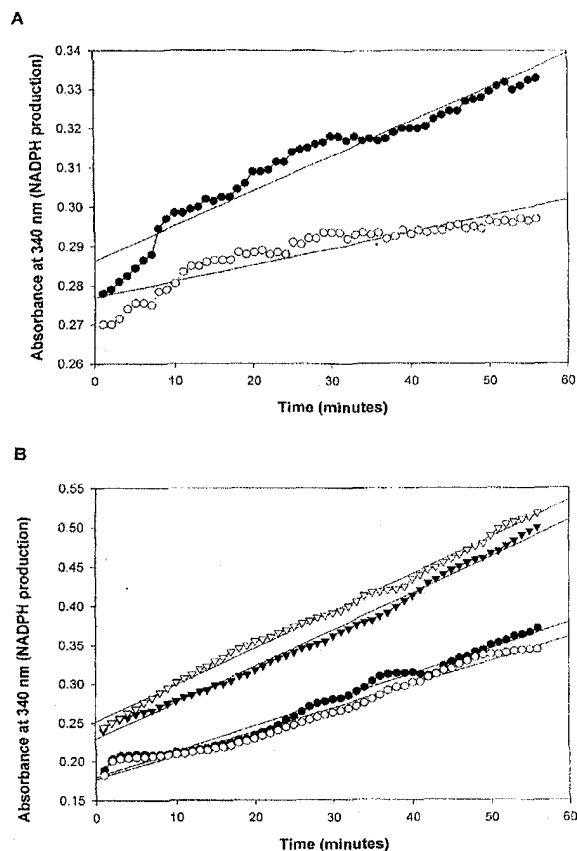 A
Absorbance at 340 nm (NADPH production)
0.34
0.33
0.32
0.31
0.30
0.29
0.28
0.27
0.26
0 10 20 30 40 50 60
Time (minutes)
B
Absorbance at 340 nm (NADPH production)
0.55
0.50
0.45
0.40
0.35
0.30
0.25
0.20
0.15
0 10 20 30 40 50 60
Time (minutes)